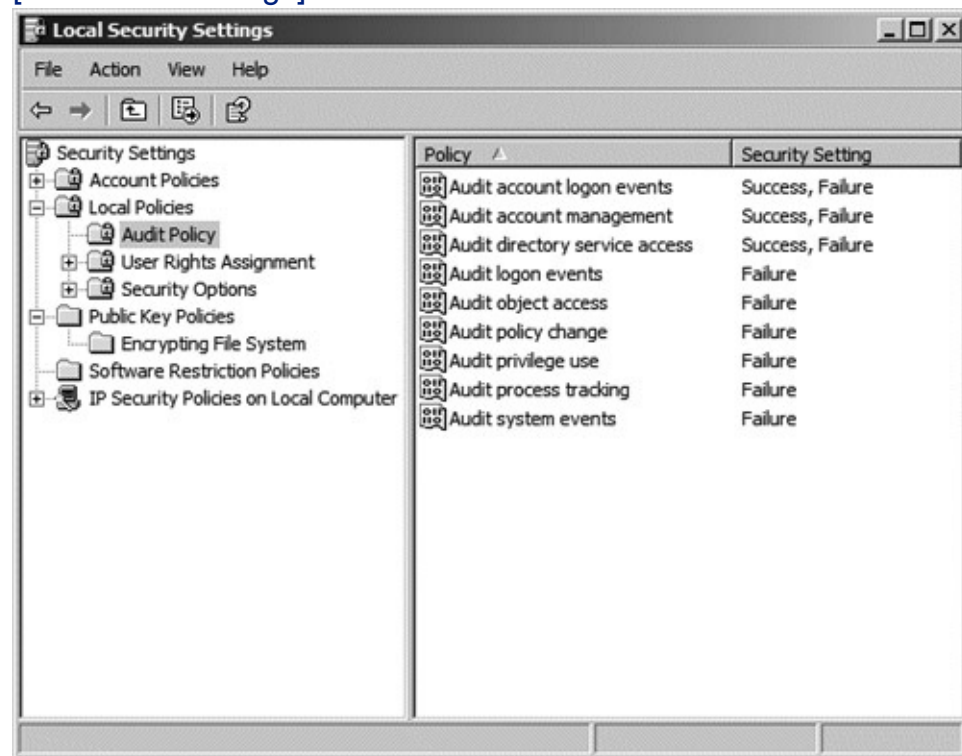 Local Security Settings
File Action View Help
Security Settings
Account Policies
Local Policies
Audit Policy
User Rights Assignment
Security Options
Public Key Policies
Encrypting File System
Software Restriction Policies
IP Security Policies on Local Computer
Policy Security Setting
Audit account logon events Success, Failure
Audit account management Success, Failure
Audit directory service access Success, Failure
Audit logon events Failure
Audit object access Failure
Audit policy change Failure
Audit privilege use Failure
Audit process tracking Failure
Audit system events Failure